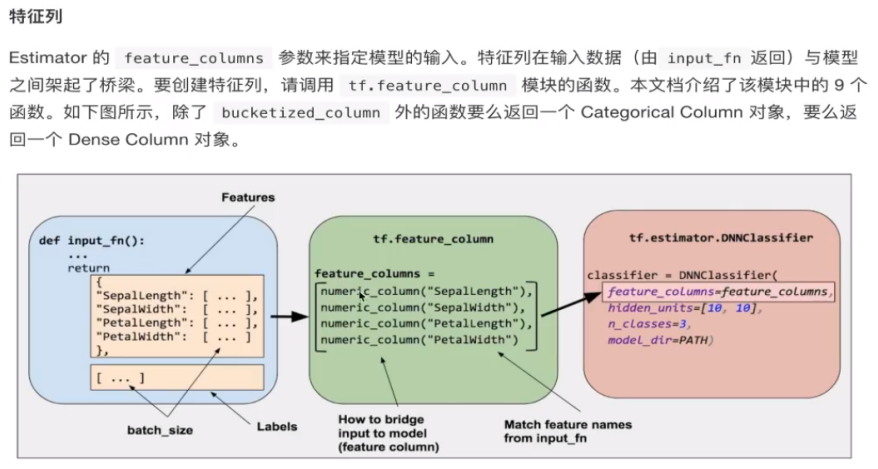 特征列
Estimator 的 feature_columns 参数来指定模型的输入。特征列在输入数据（由 input_fn 返回）与模型
之间架起了桥梁。要创建特征列，请调用 tf.feature_column 模块的函数。本文档介绍了该模块中的 9 个
函数。如下图所示，除了 bucketized_column 外的函数要么返回一个 Categorical Column 对象，要么返
回一个 Dense Column 对象。
Features
def input_fn():
...
return
{
"SepalLength": [ ... ],
"SepalWidth": [ ... ],
"PetalLength": [ ... ],
"PetalWidth": [ ... ]
},
[ ... ]
batch_size
Labels
tf.feature_column
feature_columns =
numeric_column("SepalLength"),
numeric_column("SepalWidth"),
numeric_column("PetalLength"),
numeric_column("PetalWidth")
How to bridge
input to model
(feature column)
Match feature names
from input_fn
tf.estimator.DNNClassifier
classifier = DNNClassifier(
feature_columns=feature_columns,
hidden_units=[10, 10],
n_classes=3,
model_dir=PATH)